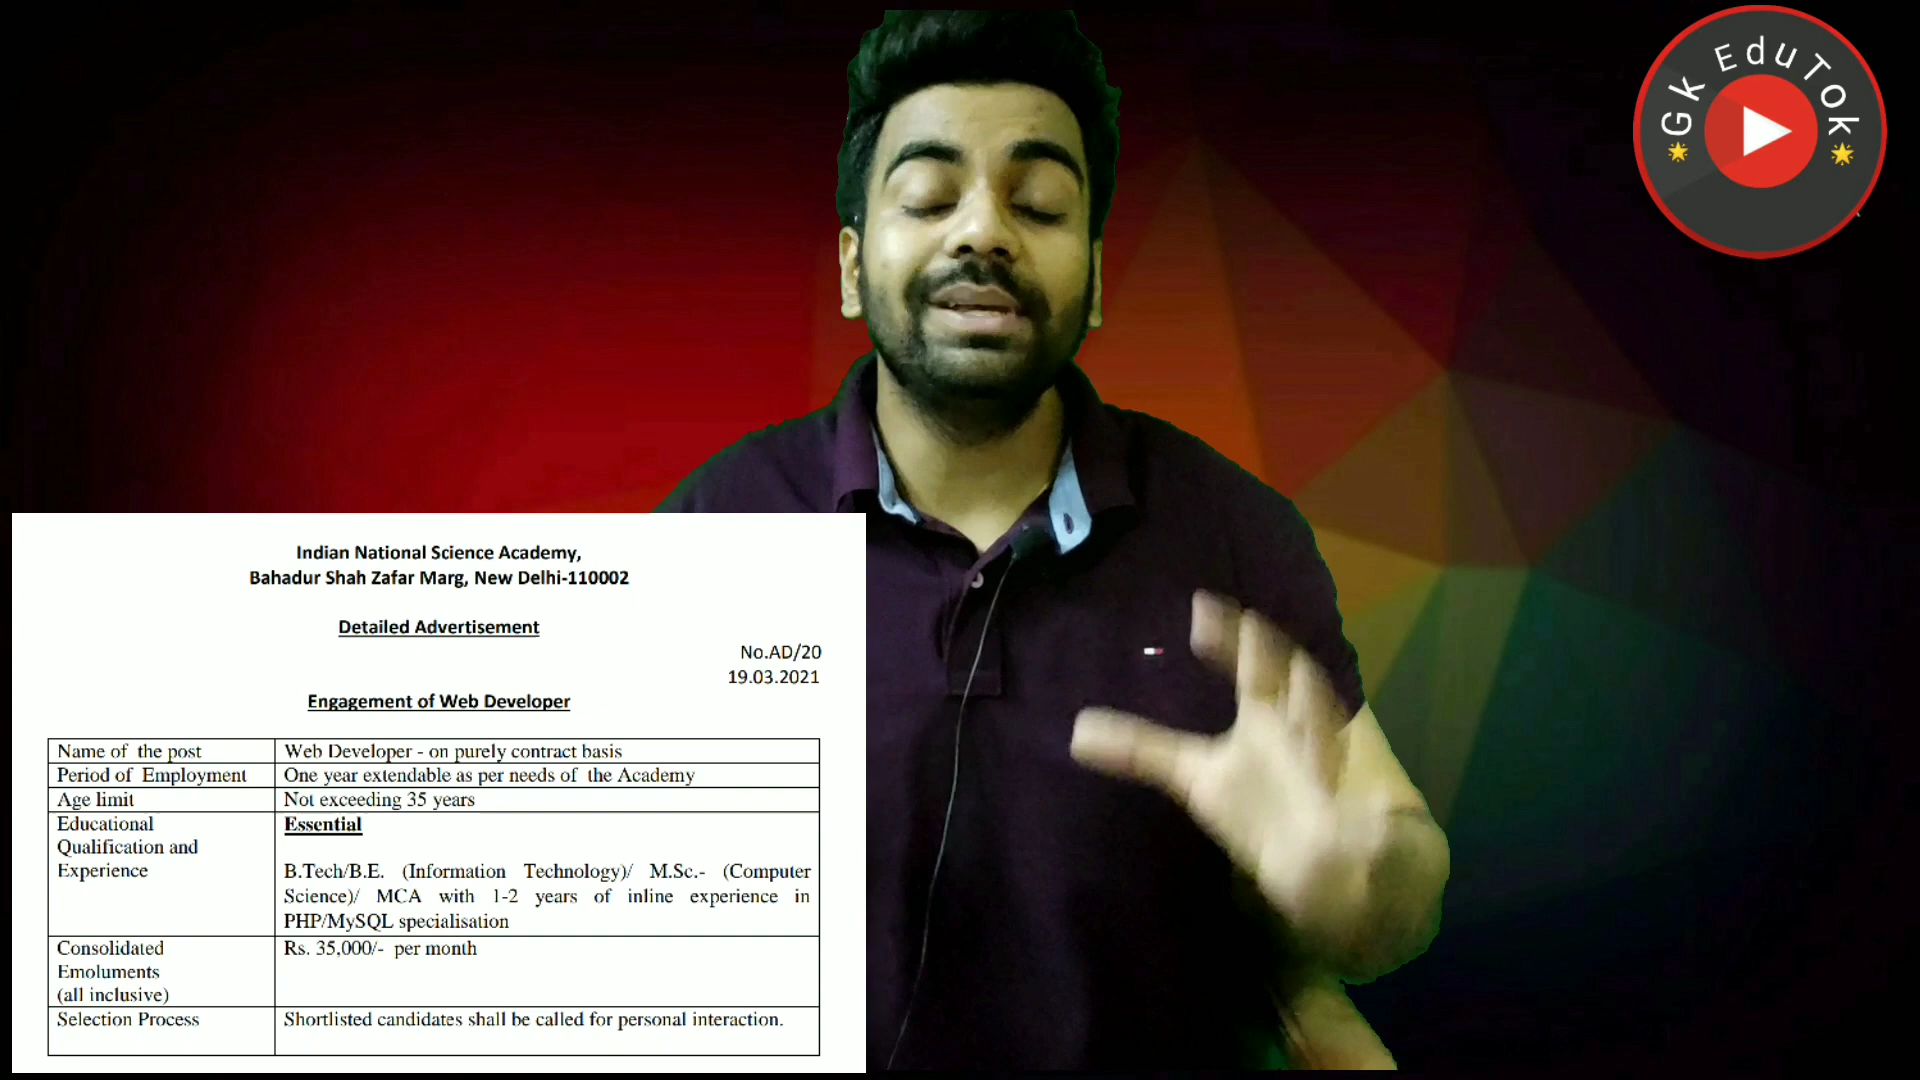 Gk EduTok
Indian National Science Academy,
Bahadur Shah Zafar Marg, New Delhi-110002
Detailed Advertisement
No.AD/20
19.03.2021
Engagement of Web Developer
Name of the post Web Developer - on purely contract basis
Period of Employment One year extendable as per needs of the Academy
Age limit Not exceeding 35 years
Educational Qualification and Experience
Essential
B.Tech/B.E. (Information Technology)/ M.Sc.- (Computer
Science)/ MCA with 1-2 years of inline experience in
PHP/MySQL specialisation
Consolidated Emoluments (all inclusive)
Rs. 35,000/- per month
Selection Process Shortlisted candidates shall be called for personal interaction.